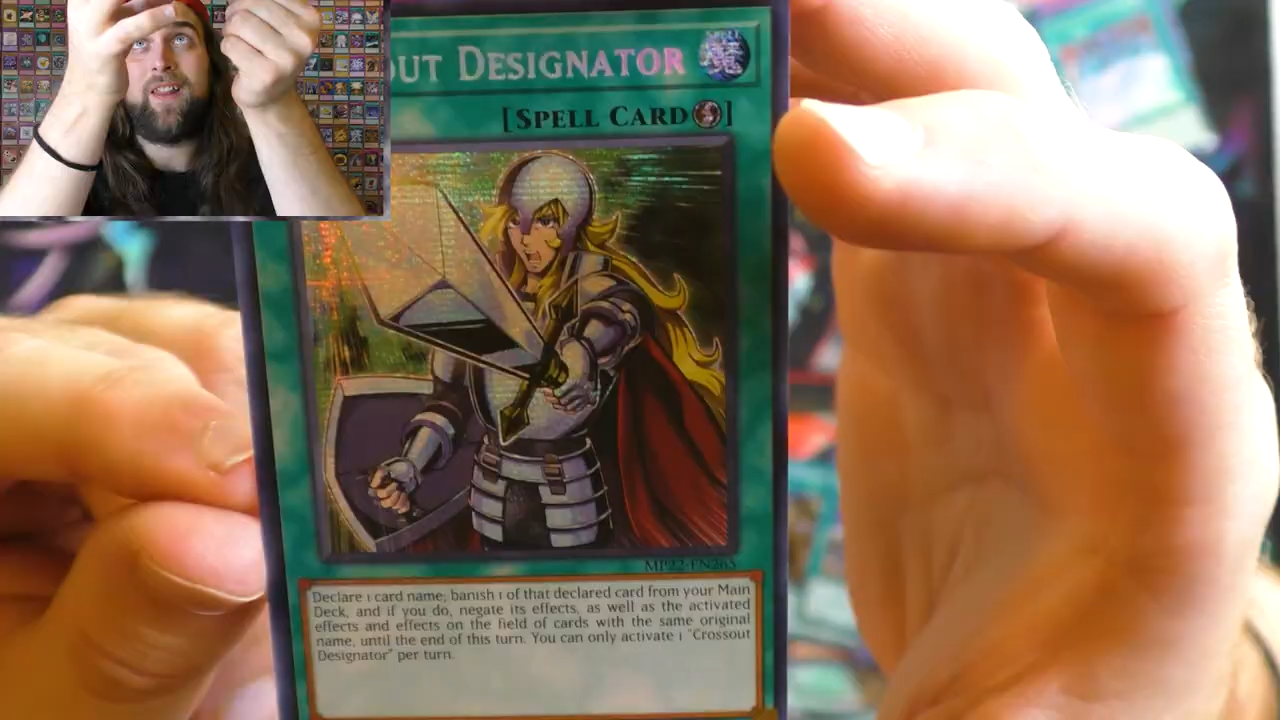 OUT DESIGNATOR
[SPELL CARD]
MP22-EN265
Declare 1 card name; banish 1 of that declared card from your Main
Deck, and if you do, negate its effects, as well as the activated
effects and effects on the field of cards with the same original
name, until the end of this turn. You can only activate 1 "Crossout
Designator" per turn.